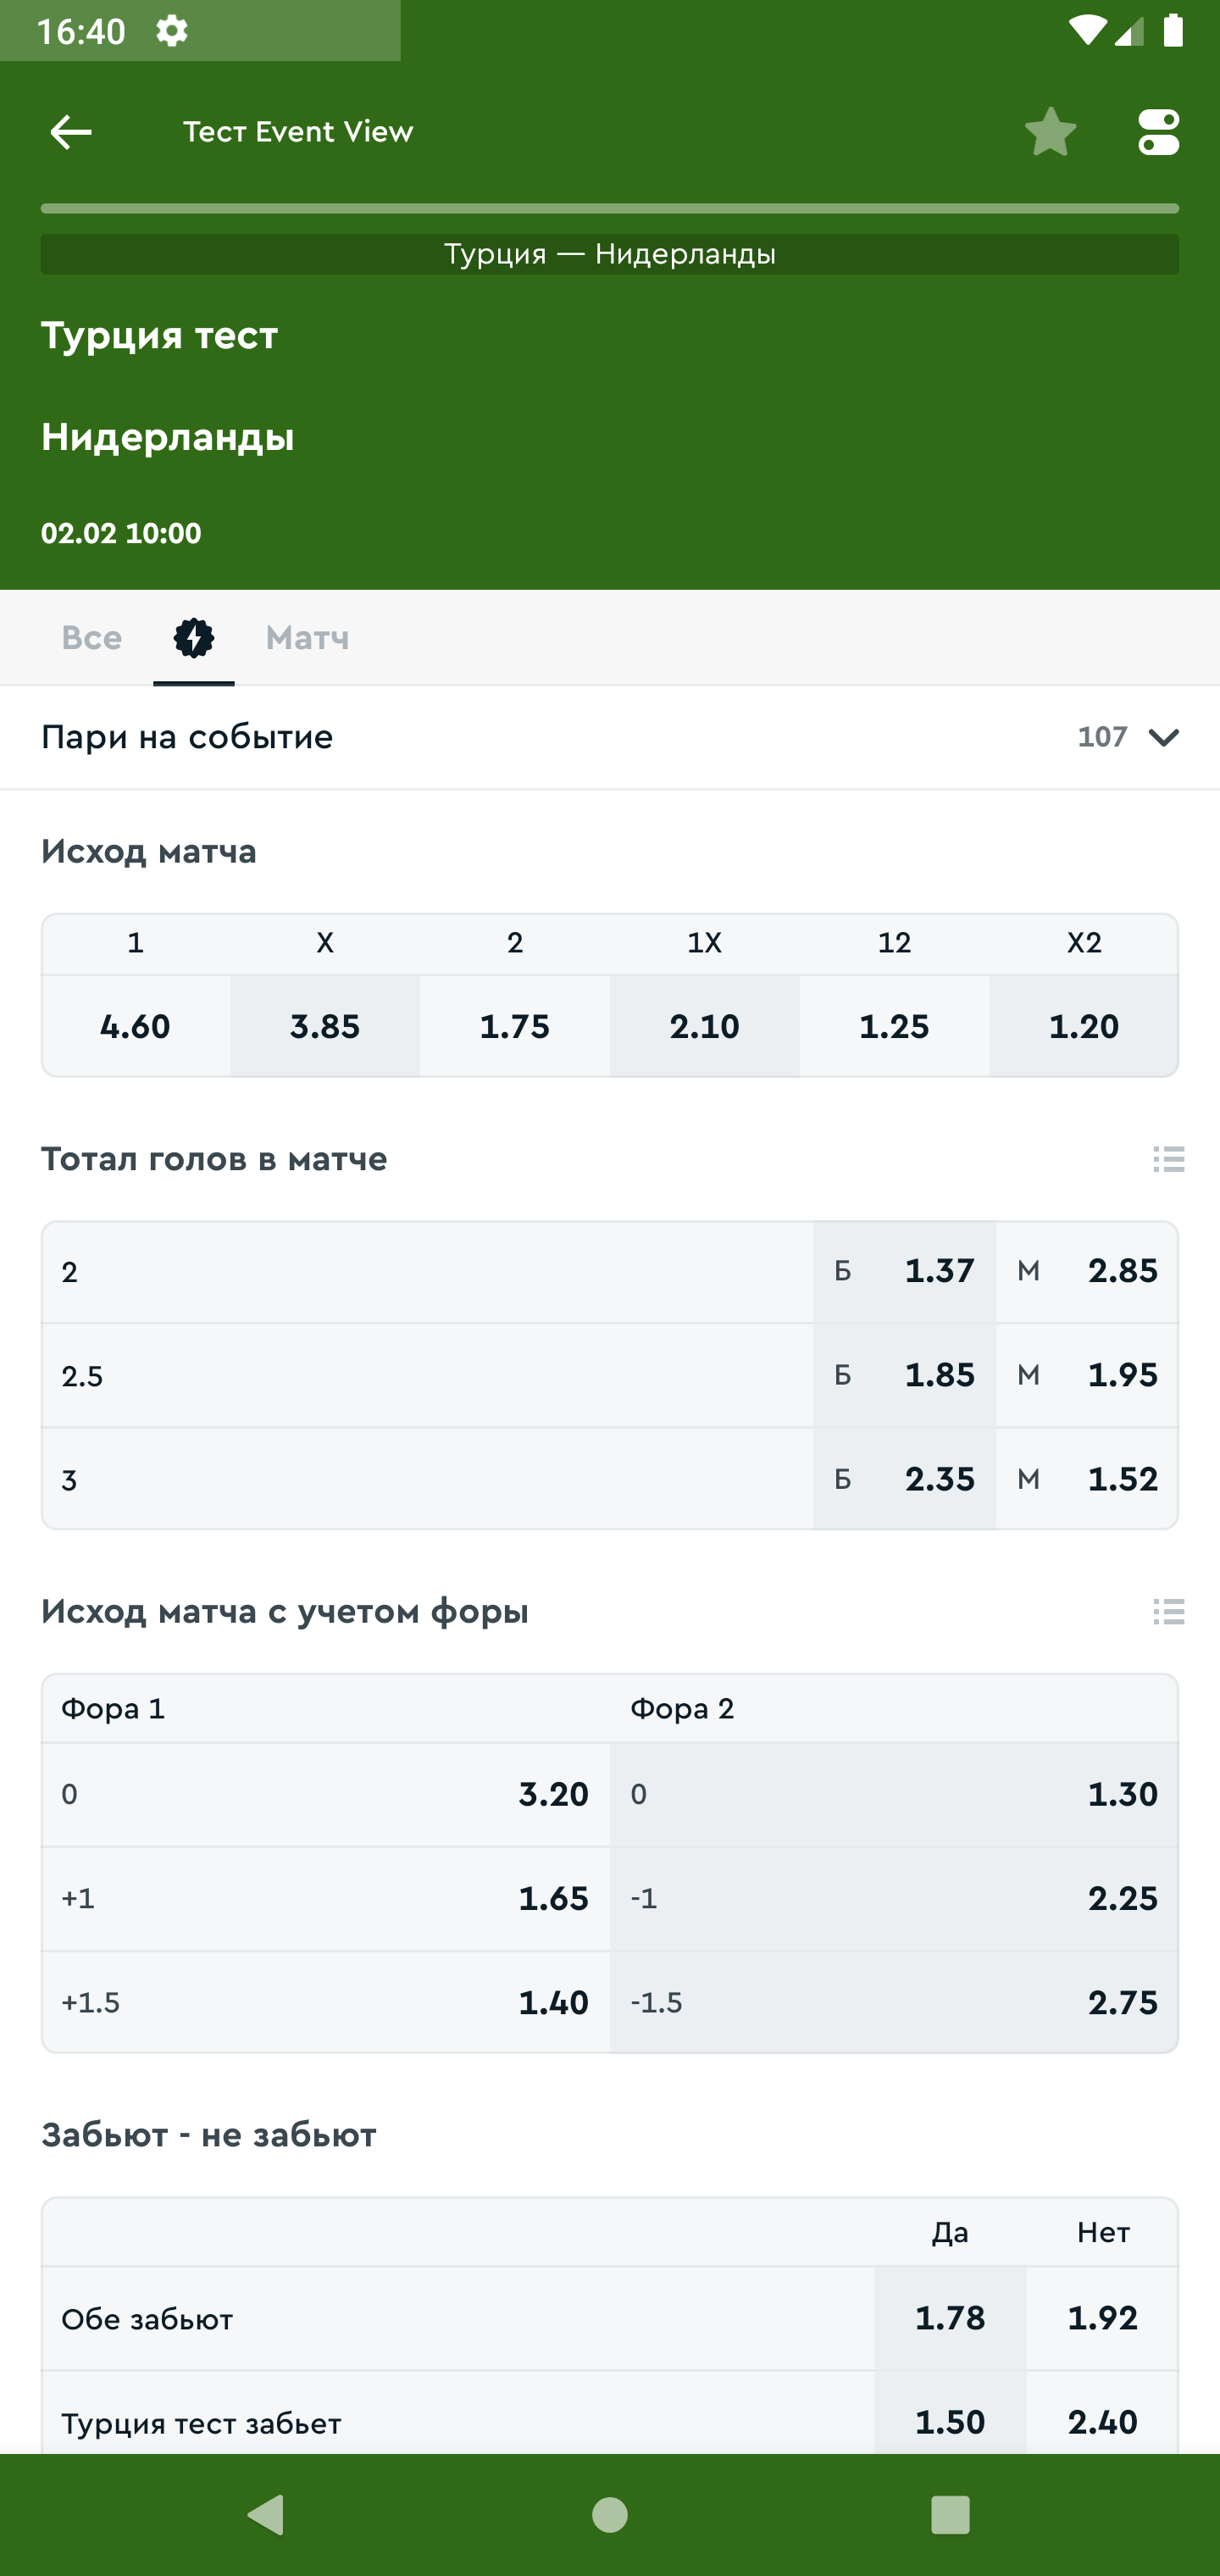 16:40
Тест Event View
Турция — Нидерланды
Турция тест
Нидерланды
02.02 10:00
Все Матч
Пари на событие 107
Исход матча
1 X 2 1X 12 X2
4.60 3.85 1.75 2.10 1.25 1.20
Тотал голов в матче
2 Б 1.37 М 2.85
2.5 Б 1.85 М 1.95
3 Б 2.35 М 1.52
Исход матча с учетом форы
Фора 1 Фора 2
0 3.20 0 1.30
+1 1.65 -1 2.25
+1.5 1.40 -1.5 2.75
Забьют - не забьют
Да Нет
Обе забьют 1.78 1.92
Турция тест забьет 1.50 2.40